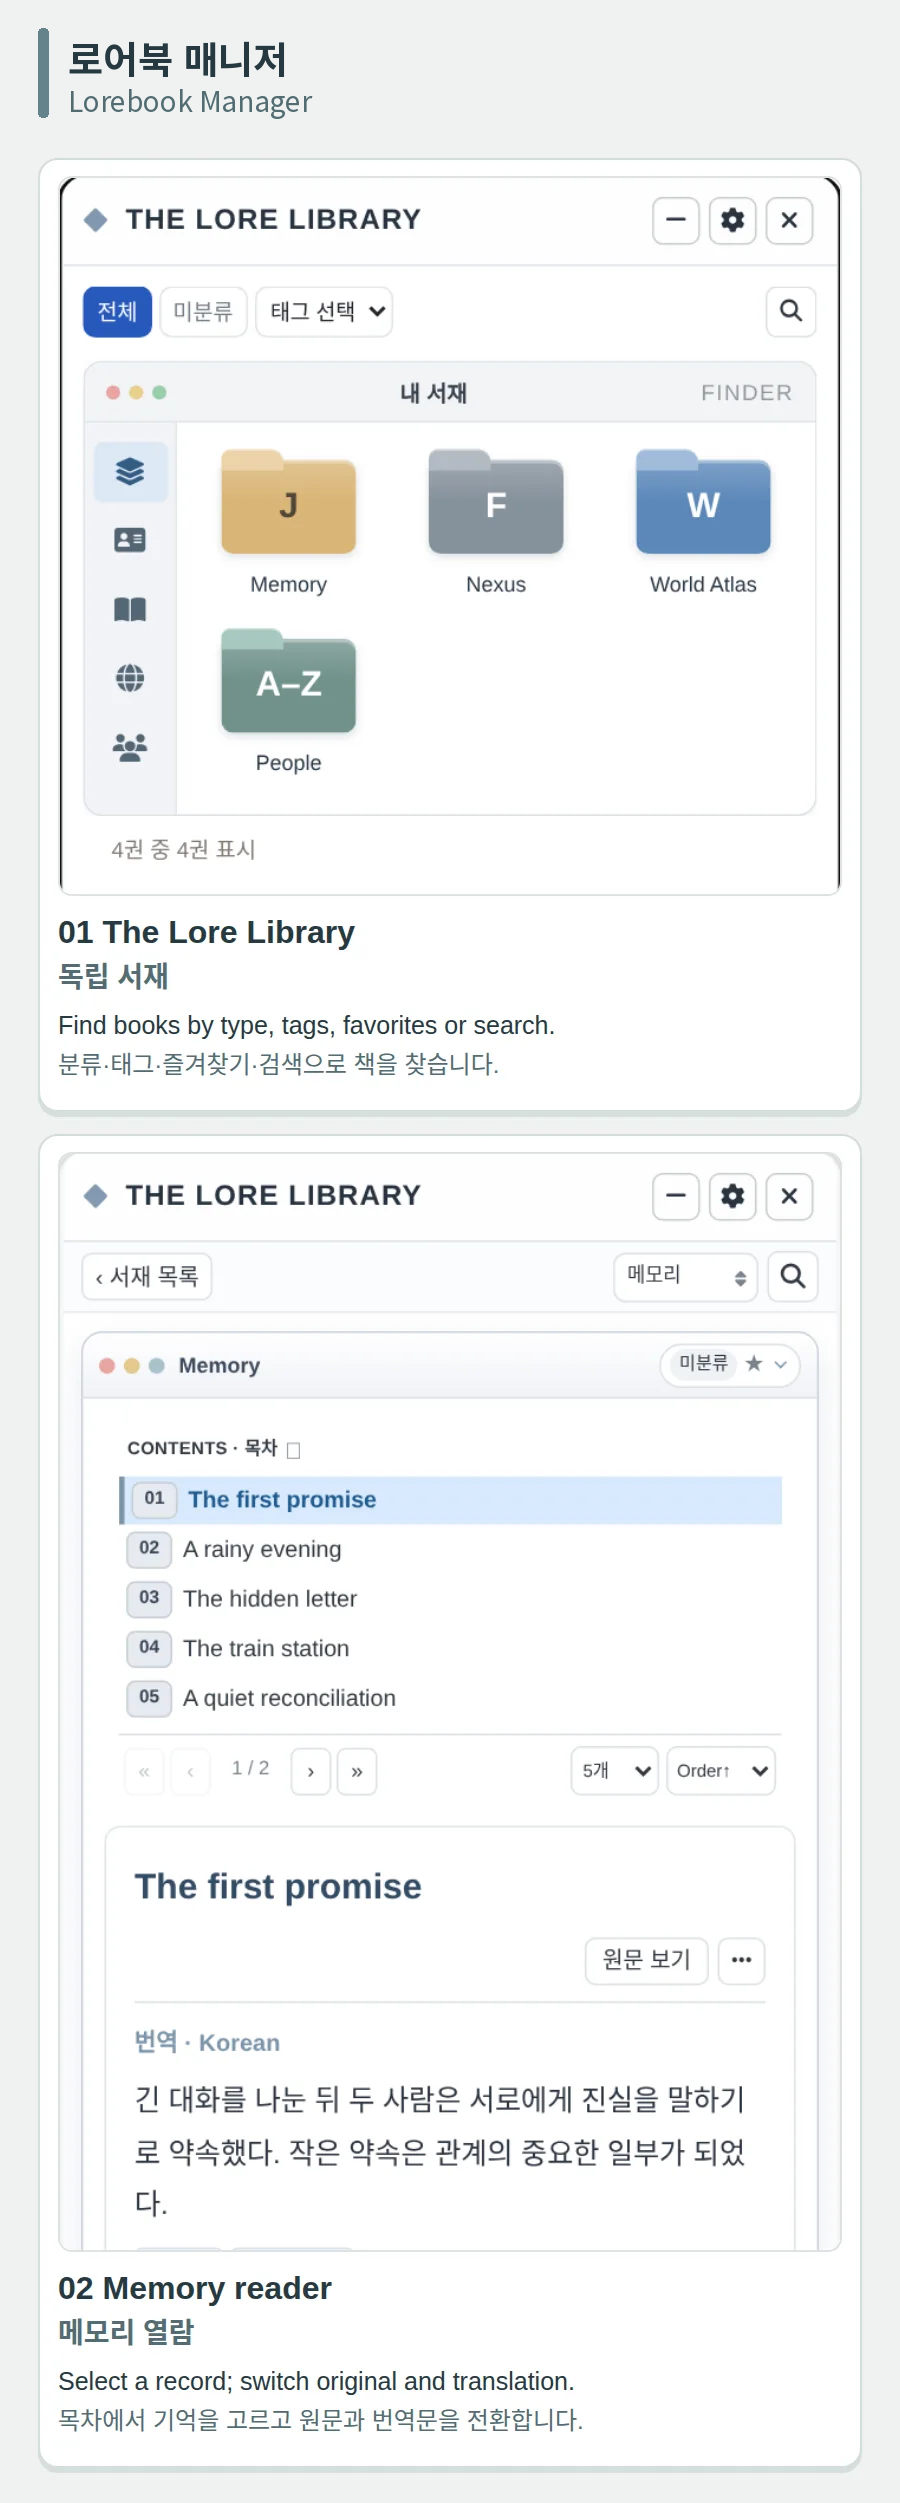 로어북 매니저
Lorebook Manager
THE LORE LIBRARY
전체 미분류 태그 선택
내 서재 FINDER
J F W
Memory Nexus World Atlas
A–Z
People
4권 중 4권 표시
01 The Lore Library
독립 서재
Find books by type, tags, favorites or search.
분류·태그·즐겨찾기·검색으로 책을 찾습니다.
THE LORE LIBRARY
‹ 서재 목록 메모리
Memory 미분류 ★
CONTENTS · 목차
01 The first promise
02 A rainy evening
03 The hidden letter
04 The train station
05 A quiet reconciliation
« ‹ 1 / 2 › » 5개 Order↑
The first promise
원문 보기 •••
번역 · Korean
긴 대화를 나눈 뒤 두 사람은 서로에게 진실을 말하기
로 약속했다. 작은 약속은 관계의 중요한 일부가 되었
다.
02 Memory reader
메모리 열람
Select a record; switch original and translation.
목차에서 기억을 고르고 원문과 번역문을 전환합니다.